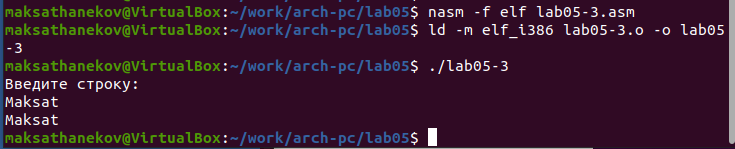 maksathanekov@VirtualBox:~/work/arch-pc/lab05$ nasm -f elf lab05-3.asm
maksathanekov@VirtualBox:~/work/arch-pc/lab05$ ld -m elf_i386 lab05-3.o -o lab05
-3
maksathanekov@VirtualBox:~/work/arch-pc/lab05$ ./lab05-3
Введите строку:
Maksat
Maksat
maksathanekov@VirtualBox:~/work/arch-pc/lab05$